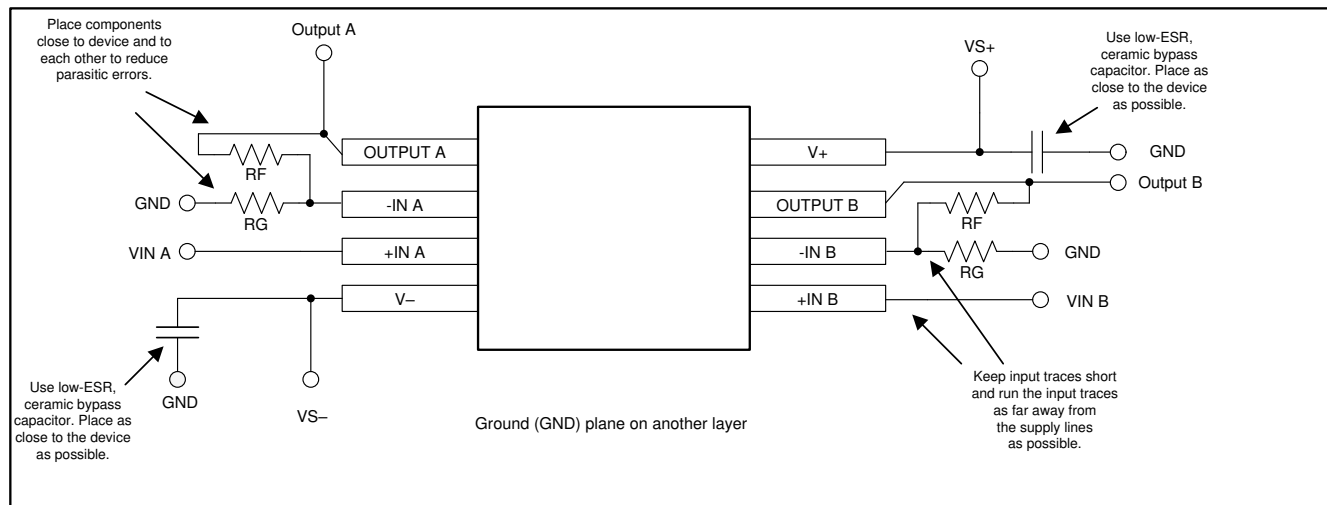 Place components
close to device and to
each other to reduce
parasitic errors.
Output A
VS+
Use low-ESR,
ceramic bypass
capacitor. Place as
close to the device
as possible.
OUTPUT A
V+
GND
RF
OUTPUT B
Output B
GND
-IN A
RF
RG
VIN A
+IN A
-IN B
GND
RG
V–
+IN B
VIN B
Use low-ESR,
ceramic bypass
capacitor. Place as
close to the device
as possible.
GND
VS–
Ground (GND) plane on another layer
Keep input traces short
and run the input traces
as far away from
the supply lines
as possible.